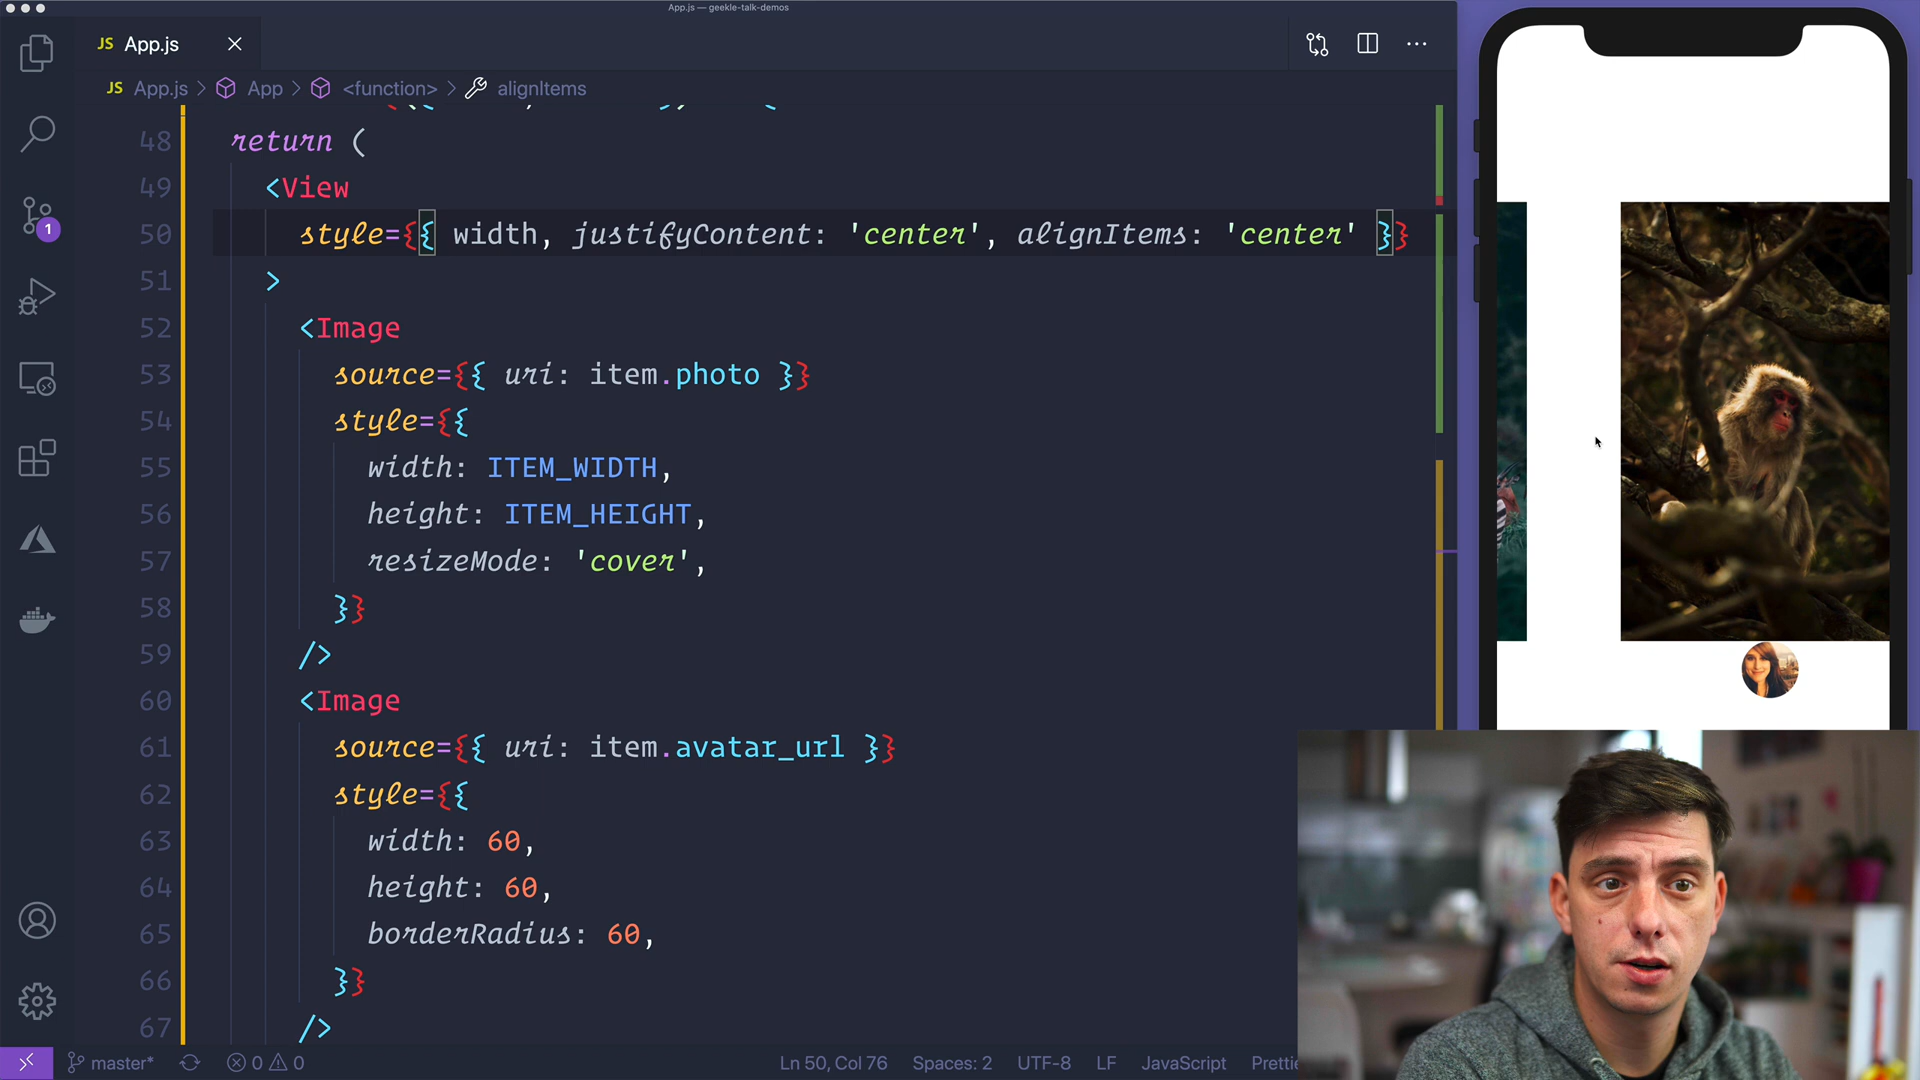 App.js — geekle-talk-demos
JS App.js
JS App.js > App > <function> > alignItems
48 return (
49 <View
50 style={{ width, justifyContent: 'center', alignItems: 'center' }}
51 >
52 <Image
53 source={{ uri: item.photo }}
54 style={{
55 width: ITEM_WIDTH,
56 height: ITEM_HEIGHT,
57 resizeMode: 'cover',
58 }}
59 />
60 <Image
61 source={{ uri: item.avatar_url }}
62 style={{
63 width: 60,
64 height: 60,
65 borderRadius: 60,
66 }}
67 />
1
master* 0 0 Ln 50, Col 76 Spaces: 2 UTF-8 LF JavaScript